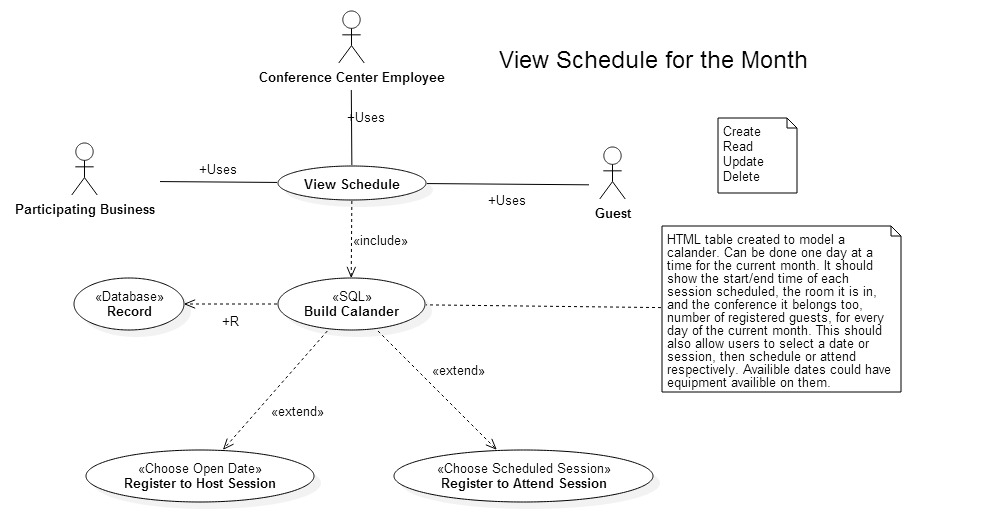 View Schedule for the Month
Conference Center Employee
+Uses
Create
Read
Update
Delete
+Uses
Participating Business
View Schedule
+Uses
Guest
«include»
HTML table created to model a
calander. Can be done one day at a
time for the current month. It should
show the start/end time of each
session scheduled, the room it is in,
and the conference it belongs too,
number of registered guests, for every
day of the current month. This should
also allow users to select a date or
session, then schedule or attend
respectively. Availible dates could have
equipment availible on them.
«Database»
Record
+R
«SQL»
Build Calander
«extend»
«extend»
«Choose Open Date»
Register to Host Session
«Choose Scheduled Session»
Register to Attend Session